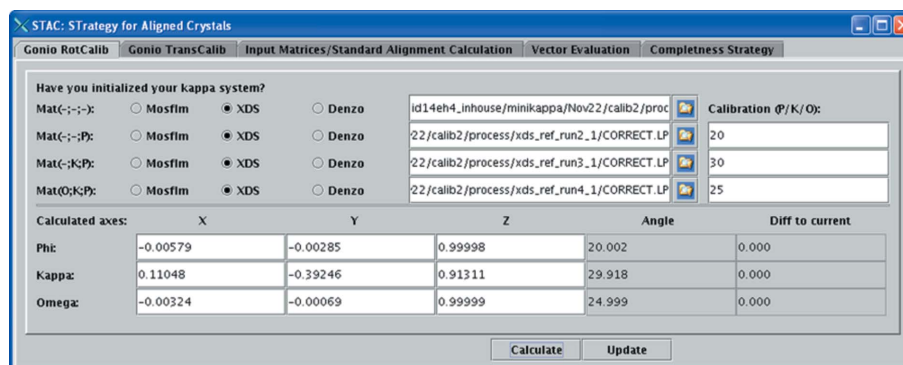 STAC: STrategy for Aligned Crystals
Gonio RotCalib Gonio TransCalib Input Matrices/Standard Alignment Calculation Vector Evaluation Completness Strategy
Have you initialized your kappa system?
Mat(-;-;-): Mosflm XDS Denzo id14eh4_inhouse/minikappa/Nov22/calib2/proc Calibration (P/K/O):
Mat(-;-;P): Mosflm XDS Denzo 22/calib2/process/xds_ref_run2_1/CORRECT.LP 20
Mat(-;K;P): Mosflm XDS Denzo 22/calib2/process/xds_ref_run3_1/CORRECT.LP 30
Mat(O;K;P): Mosflm XDS Denzo 22/calib2/process/xds_ref_run4_1/CORRECT.LP 25
Calculated axes: X Y Z Angle Diff to current
Phi: -0.00579 -0.00285 0.99998 20.002 0.000
Kappa: 0.11048 -0.39246 0.91311 29.918 0.000
Omega: -0.00324 -0.00069 0.99999 24.999 0.000
Calculate Update